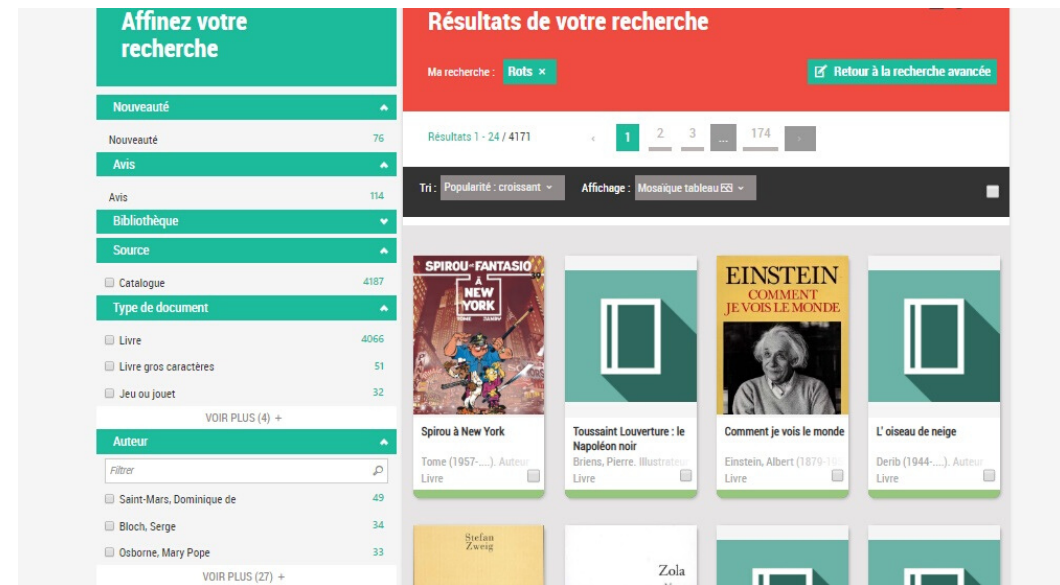 Affinez votre
recherche
Nouveauté
Nouveauté 76
Avis
Avis 114
Bibliothèque
Source
Catalogue 4187
Type de document
Livre 4066
Livre gros caractères 51
Jeu ou jouet 32
VOIR PLUS (4) +
Auteur
Filtrer
Saint-Mars, Dominique de 49
Bloch, Serge 34
Osborne, Mary Pope 33
VOIR PLUS (27) +
Résultats de votre recherche
Ma recherche : Rots ×
Retour à la recherche avancée
Résultats 1 - 24 / 4171
‹ 1 2 3 ... 174 ›
Tri : Popularité : croissant
Affichage : Mosaïque tableau
SPIROU ET FANTASIO
À
NEW
YORK
TOME JANRY
Spirou à New York
Tome (1957-....). Auteur
Livre
Toussaint Louverture : le
Napoléon noir
Briens, Pierre. Illustrateur
Livre
EINSTEIN
COMMENT
JE VOIS LE MONDE
Comment je vois le monde
Einstein, Albert (1879-19
Livre
L' oiseau de neige
Derib (1944-....). Auteur
Livre
Stefan
Zweig
Zola